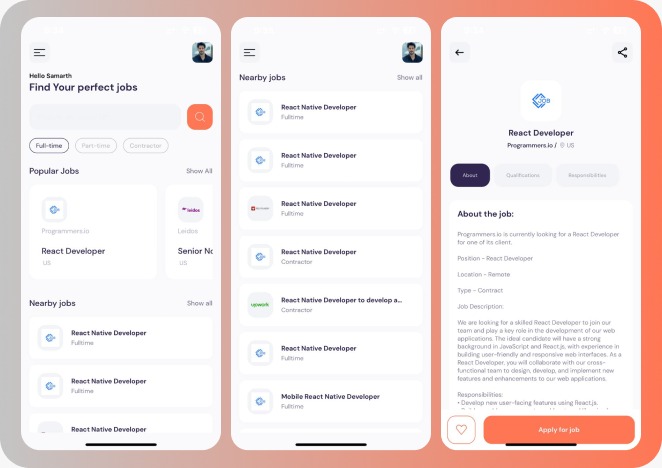 Hello Samarth
Find Your perfect jobs
Full-time
Part-time
Contractor
Popular Jobs
Show All
JOB
Programmers.io
React Developer
US
leidos
Leidos
Senior No
US
Nearby jobs
Show all
React Native Developer
Fulltime
React Native Developer
Fulltime
React Native Developer
Nearby jobs
Show all
React Native Developer
Fulltime
React Native Developer
Fulltime
React Native Developer
Fulltime
React Native Developer
Contractor
upwork
React Native Developer to develop a...
Contractor
React Native Developer
Fulltime
Mobile React Native Developer
Fulltime
JOB
React Developer
Programmers.io / US
About
Qualifications
Responsibilities
About the job:
Programmers.io is currently looking for a React Developer
for one of its client.
Position - React Developer
Location - Remote
Type - Contract
Job Description:
We are looking for a skilled React Developer to join our
team and play a key role in the development of our web
applications. The ideal candidate will have a strong
background in JavaScript and React.js, with experience in
building user-friendly and responsive web interfaces. As a
React Developer, you will collaborate with our cross-
functional team to design, develop, and implement new
features and enhancements to our web applications.
Responsibilities:
• Develop new user-facing features using React.js.
Apply for job